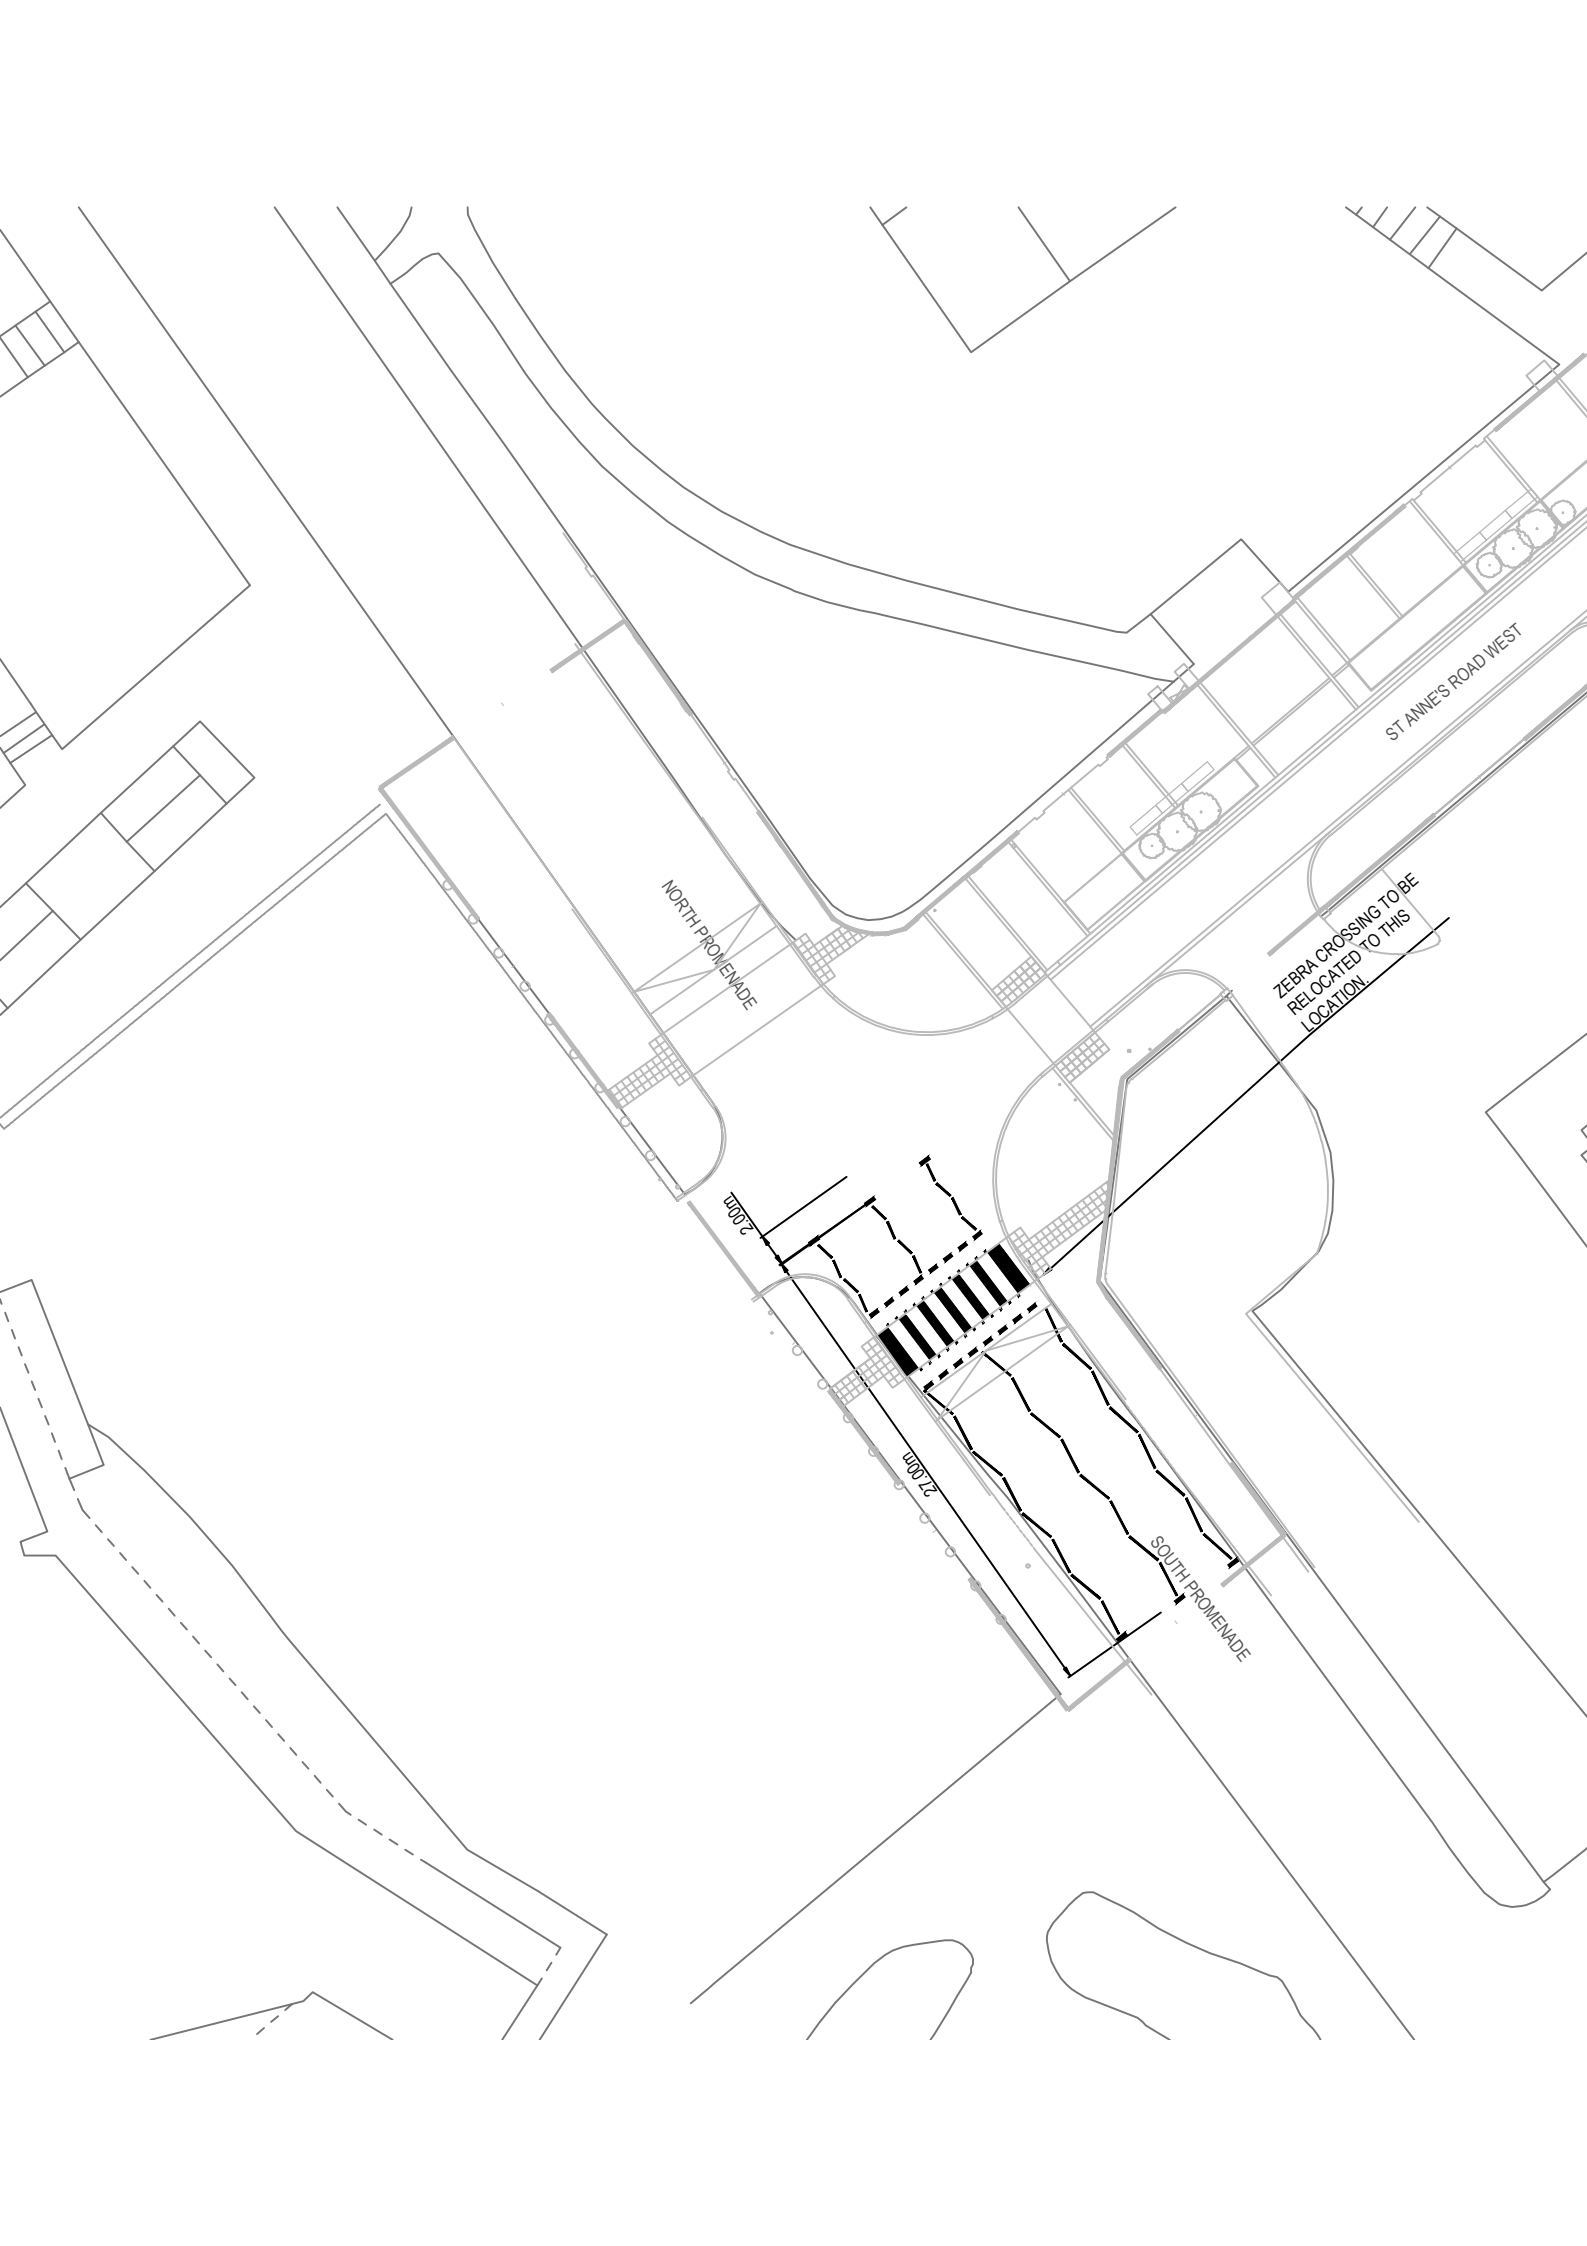 ST ANNE'S ROAD WEST
NORTH PROMENADE
ZEBRA CROSSING TO BE
RELOCATED TO THIS
LOCATION.
2.00m
27.00m
SOUTH PROMENADE